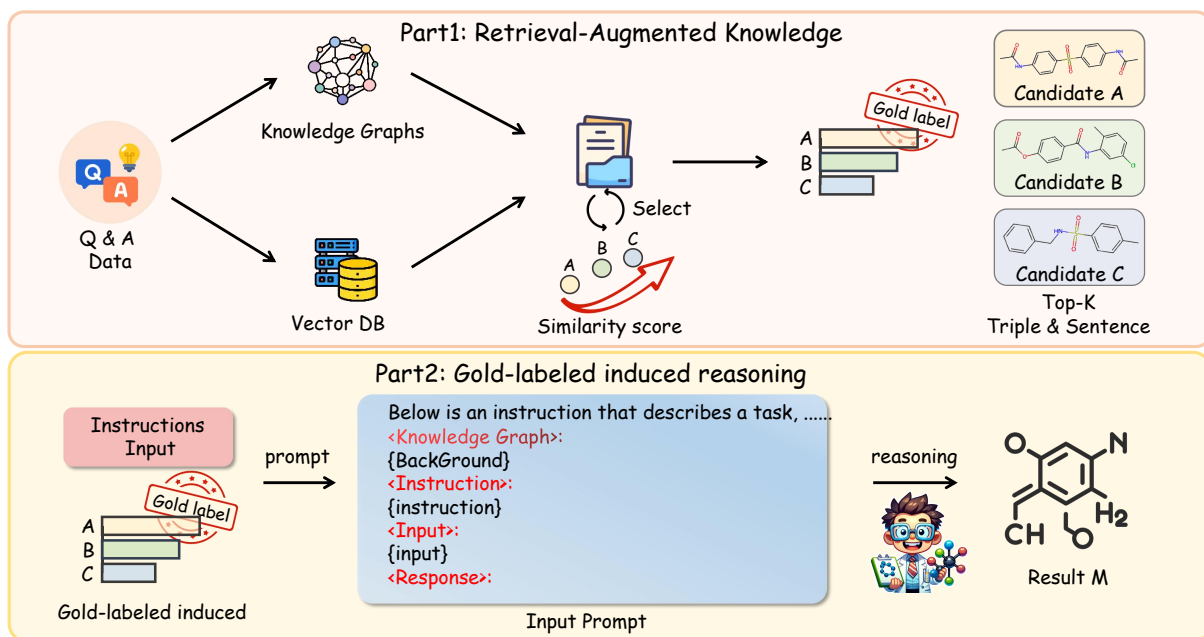 Part1: Retrieval-Augmented Knowledge
Knowledge Graphs
Q
A
Q & A
Data
Vector DB
Select
A
B
C
Similarity score
Gold label
A
B
C
Candidate A
Candidate B
Candidate C
Top-K
Triple & Sentence
Part2: Gold-labeled induced reasoning
Instructions
Input
Gold label
A
B
C
Gold-labeled induced
prompt
Below is an instruction that describes a task, ......
<Knowledge Graph>:
{BackGround}
<Instruction>:
{instruction}
<Input>:
{input}
<Response>:
Input Prompt
reasoning
O
N
H2
CH
O
Result M